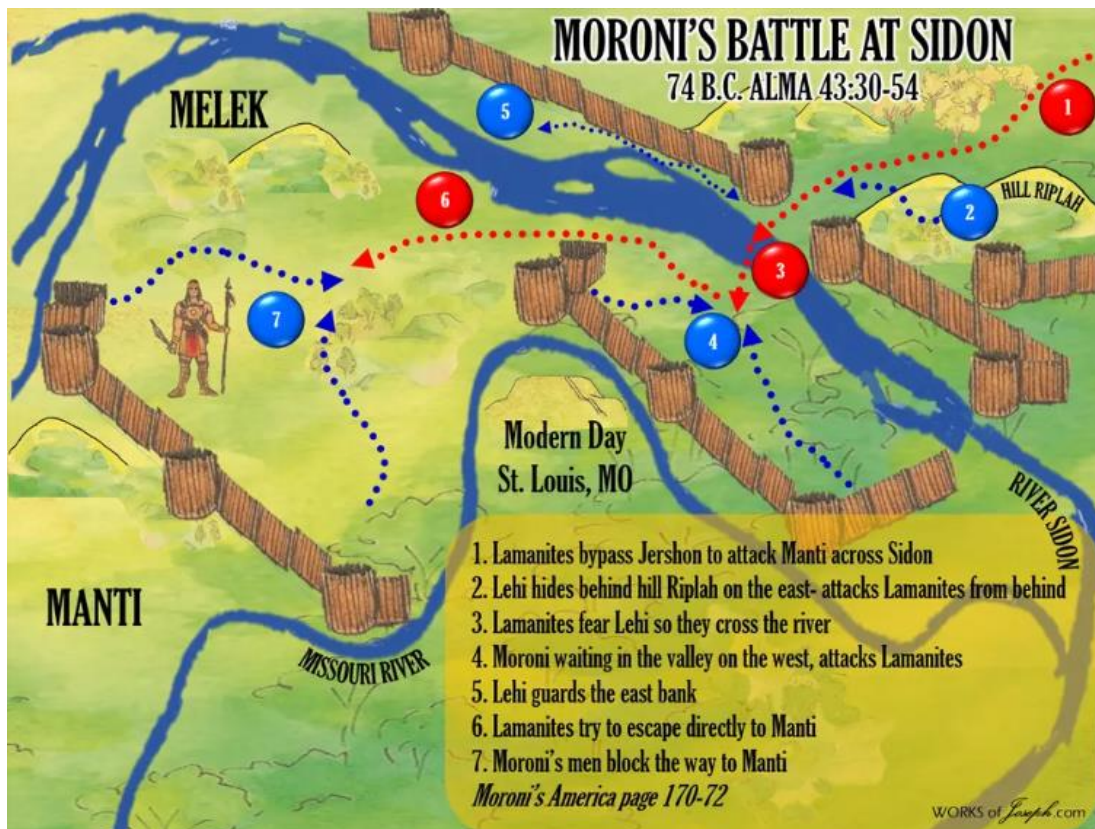 MORONI'S BATTLE AT SIDON
74 B.C. ALMA 43:30-54
1
5
MELEK
6
HILL RIPLAH
2
3
7
4
Modern Day
St. Louis, MO
RIVER SIDON
MANTI
MISSOURI RIVER
1. Lamanites bypass Jershon to attack Manti across Sidon
2. Lehi hides behind hill Riplah on the east- attacks Lamanites from behind
3. Lamanites fear Lehi so they cross the river
4. Moroni waiting in the valley on the west, attacks Lamanites
5. Lehi guards the east bank
6. Lamanites try to escape directly to Manti
7. Moroni's men block the way to Manti
Moroni's America page 170-72
WORKS of Joseph.com